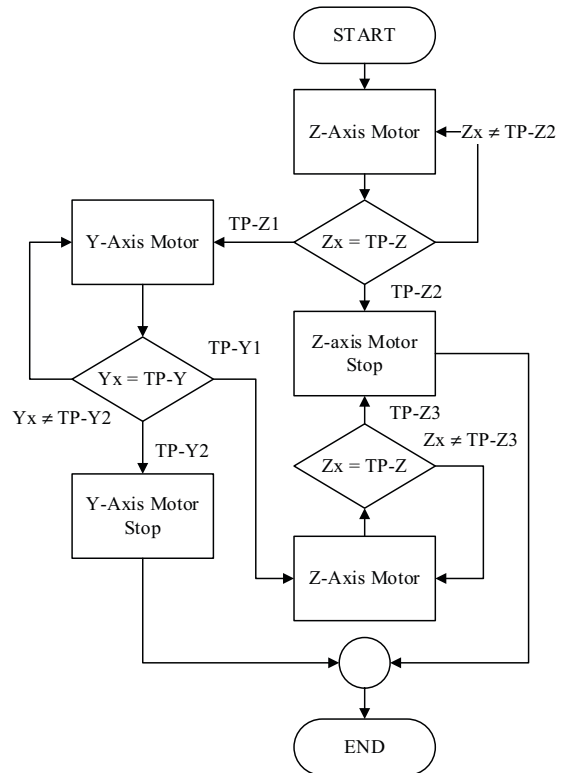 START
Z-Axis Motor
Zx ≠ TP-Z2
TP-Z1
Y-Axis Motor
Zx = TP-Z
TP-Z2
Z-axis Motor
Stop
TP-Y1
Yx = TP-Y
Yx ≠ TP-Y2
TP-Z3
Zx ≠ TP-Z3
TP-Y2
Zx = TP-Z
Y-Axis Motor
Stop
Z-Axis Motor
END